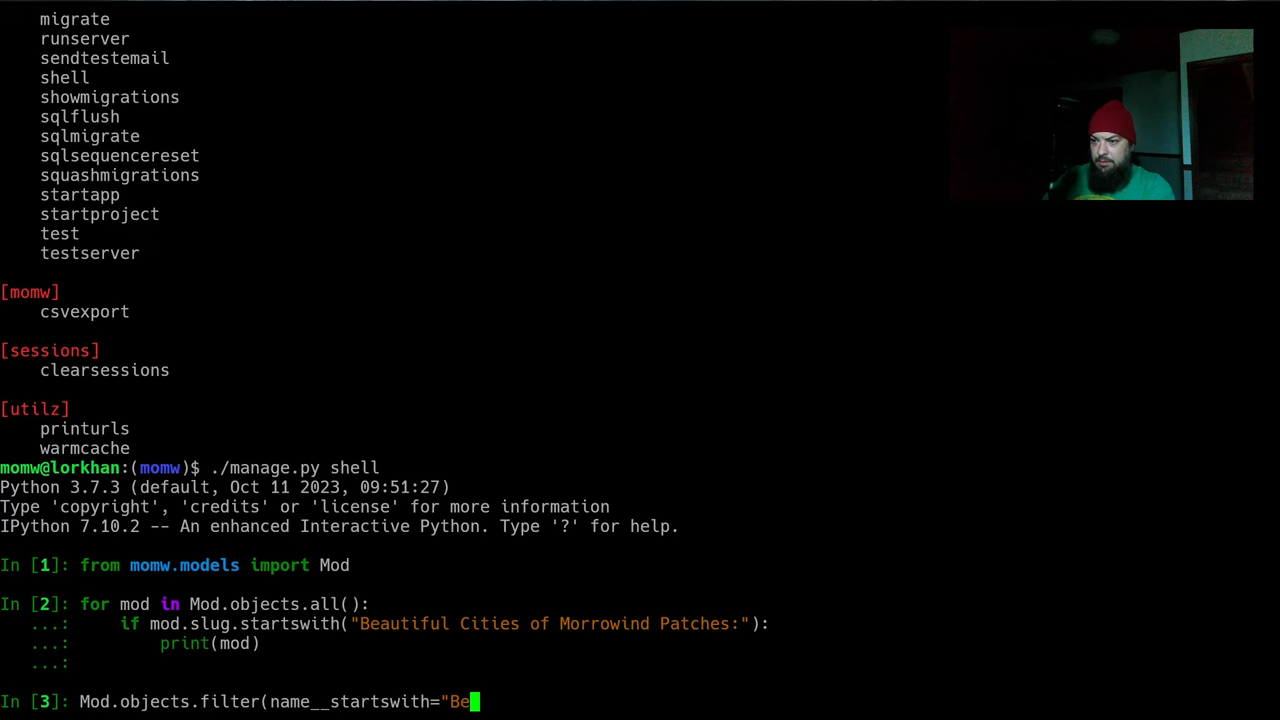 migrate
runserver
sendtestemail
shell
showmigrations
sqlflush
sqlmigrate
sqlsequencereset
squashmigrations
startapp
startproject
test
testserver
[momw]
csvexport
[sessions]
clearsessions
[utilz]
printurls
warmcache
momw@lorkhan:(momw)$ ./manage.py shell
Python 3.7.3 (default, Oct 11 2023, 09:51:27)
Type 'copyright', 'credits' or 'license' for more information
IPython 7.10.2 -- An enhanced Interactive Python. Type '?' for help.
In [1]: from momw.models import Mod
In [2]: for mod in Mod.objects.all():
...: if mod.slug.startswith("Beautiful Cities of Morrowind Patches:"):
...: print(mod)
...:
In [3]: Mod.objects.filter(name__startswith="Be